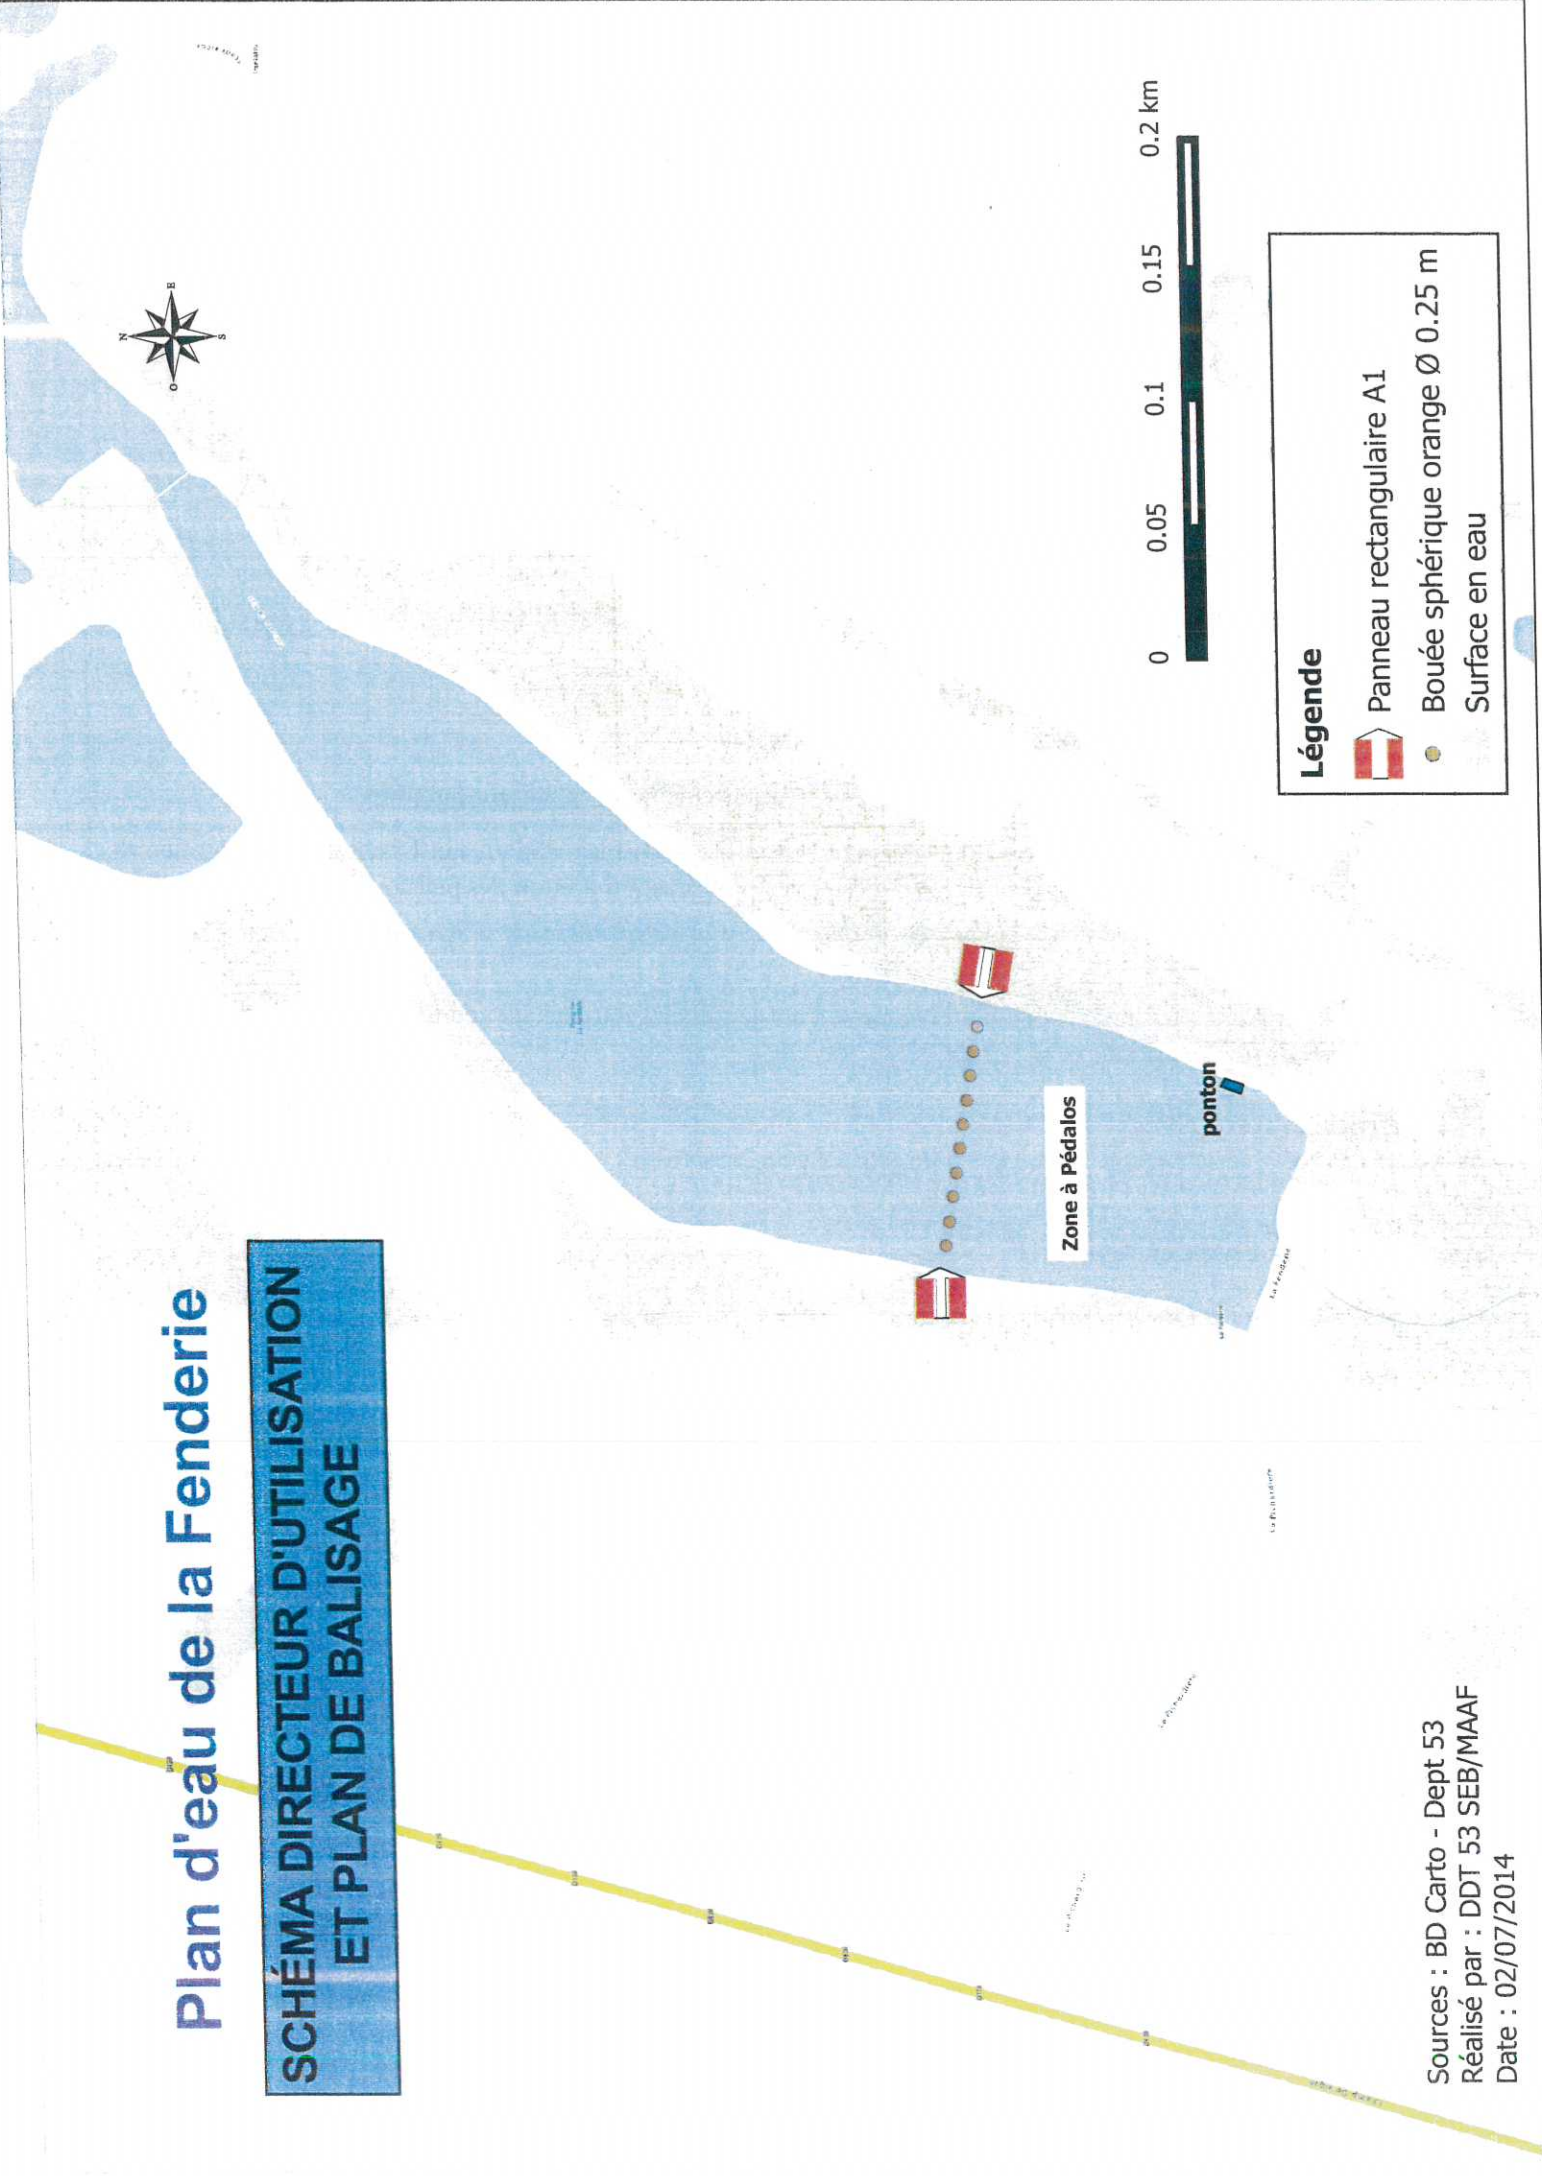 Plan d'eau de la Fenderie
SCHÉMA DIRECTEUR D'UTILISATION
ET PLAN DE BALISAGE
N
O
E
S
Zone à Pédalos
ponton
La Fenderie
0
0.05
0.1
0.15
0.2 km
Légende
Panneau rectangulaire A1
Bouée sphérique orange Ø 0.25 m
Surface en eau
Sources : BD Carto - Dept 53
Réalisé par : DDT 53 SEB/MAAF
Date : 02/07/2014